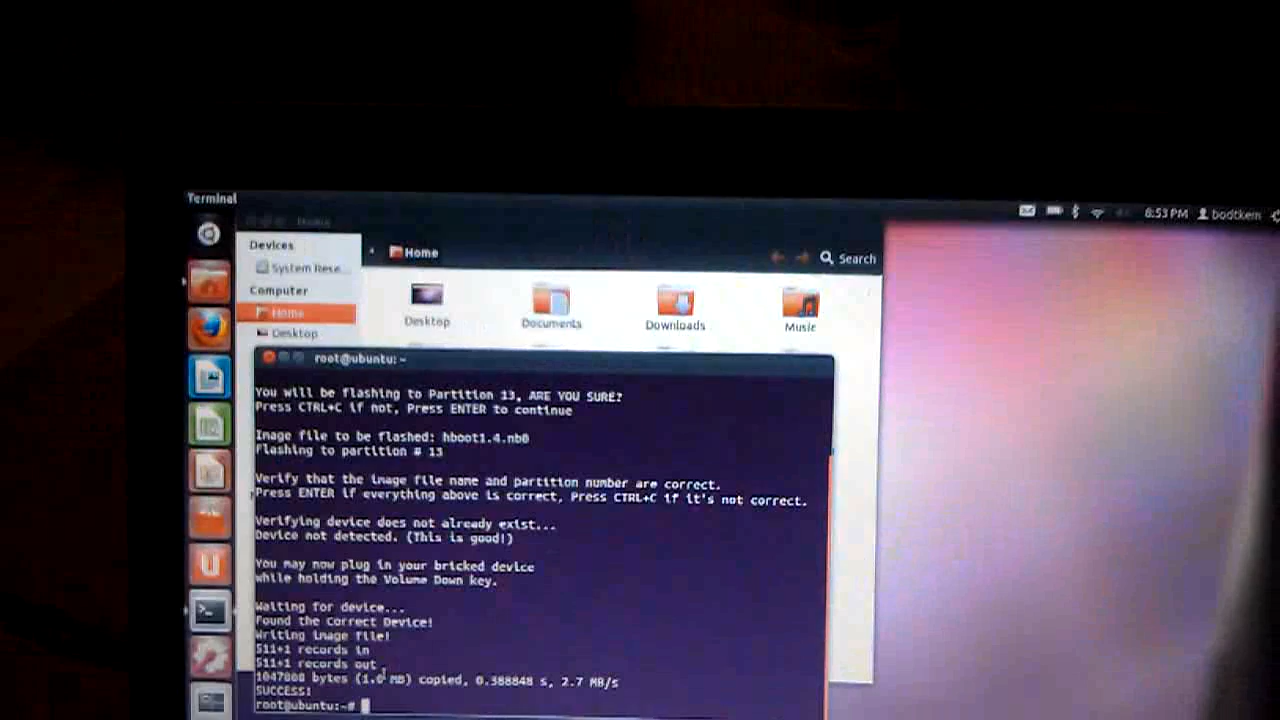 Terminal
6:53 PM bodtkem
Devices
Home
Search
System Rese...
Computer
Home
Desktop
Desktop
Documents
Downloads
Music
root@ubuntu: ~
You will be flashing to Partition 13, ARE YOU SURE?
Press CTRL+C if not, Press ENTER to continue
Image file to be flashed: hboot1.4.nb0
Flashing to partition # 13
Verify that the image file name and partition number are correct.
Press ENTER if everything above is correct, Press CTRL+C if it's not correct.
Verifying device does not already exist...
Device not detected. (This is good!)
You may now plug in your bricked device
while holding the Volume Down key.
Waiting for device...
Found the Correct Device!
Writing image file!
511+1 records in
511+1 records out
1047808 bytes (1.0 MB) copied, 0.388848 s, 2.7 MB/s
SUCCESS!
root@ubuntu:~#